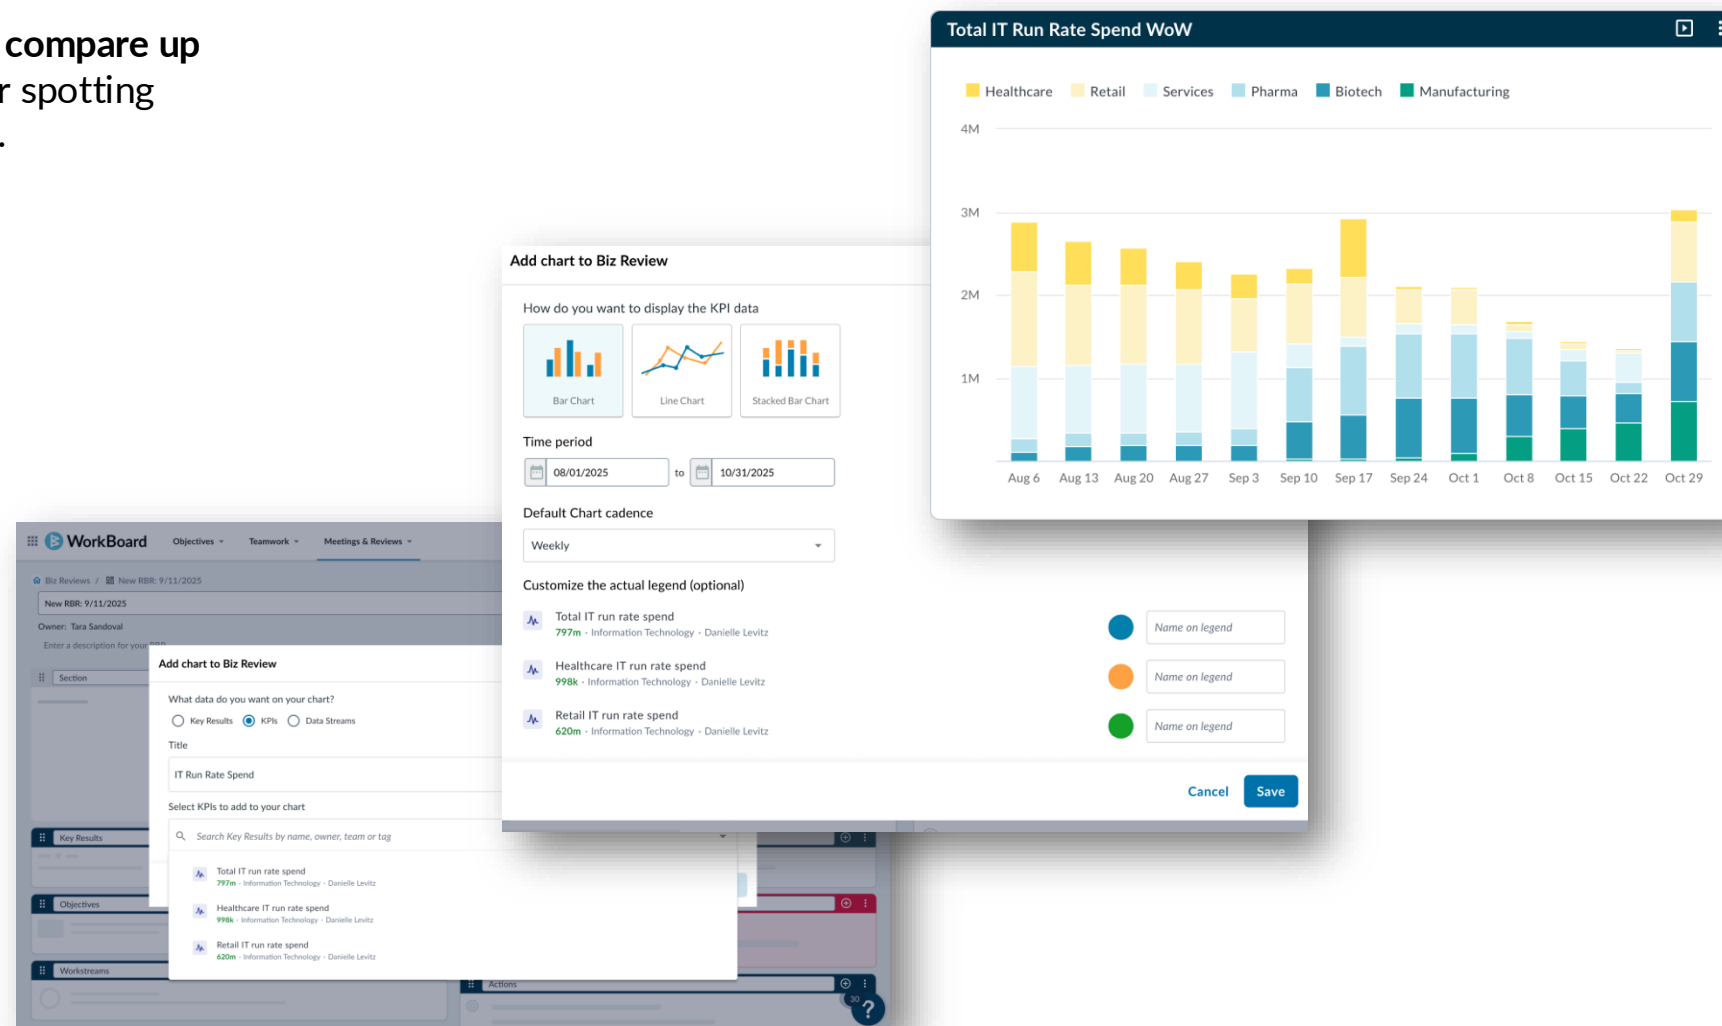 compare up
r spotting
.
Total IT Run Rate Spend WoW
Healthcare Retail Services Pharma Biotech Manufacturing
4M
3M
2M
1M
Aug 6 Aug 13 Aug 20 Aug 27 Sep 3 Sep 10 Sep 17 Sep 24 Oct 1 Oct 8 Oct 15 Oct 22 Oct 29
Add chart to Biz Review
How do you want to display the KPI data
Bar Chart Line Chart Stacked Bar Chart
Time period
08/01/2025 to 10/31/2025
Default Chart cadence
Weekly
Customize the actual legend (optional)
Total IT run rate spend
797m - Information Technology - Danielle Levitz
Name on legend
Healthcare IT run rate spend
998k - Information Technology - Danielle Levitz
Name on legend
Retail IT run rate spend
620m - Information Technology - Danielle Levitz
Name on legend
Cancel Save
WorkBoard Objectives Teamwork Meetings & Reviews
Biz Reviews / New RBR: 9/11/2025
New RBR: 9/11/2025
Owner: Tara Sandoval
Enter a description for your RBR
Section
Add chart to Biz Review
What data do you want on your chart?
Key Results KPIs Data Streams
Title
IT Run Rate Spend
Select KPIs to add to your chart
Search Key Results by name, owner, team or tag
Total IT run rate spend
797m - Information Technology - Danielle Levitz
Healthcare IT run rate spend
998k - Information Technology - Danielle Levitz
Retail IT run rate spend
620m - Information Technology - Danielle Levitz
Key Results
Objectives
Workstreams
Actions
30
?